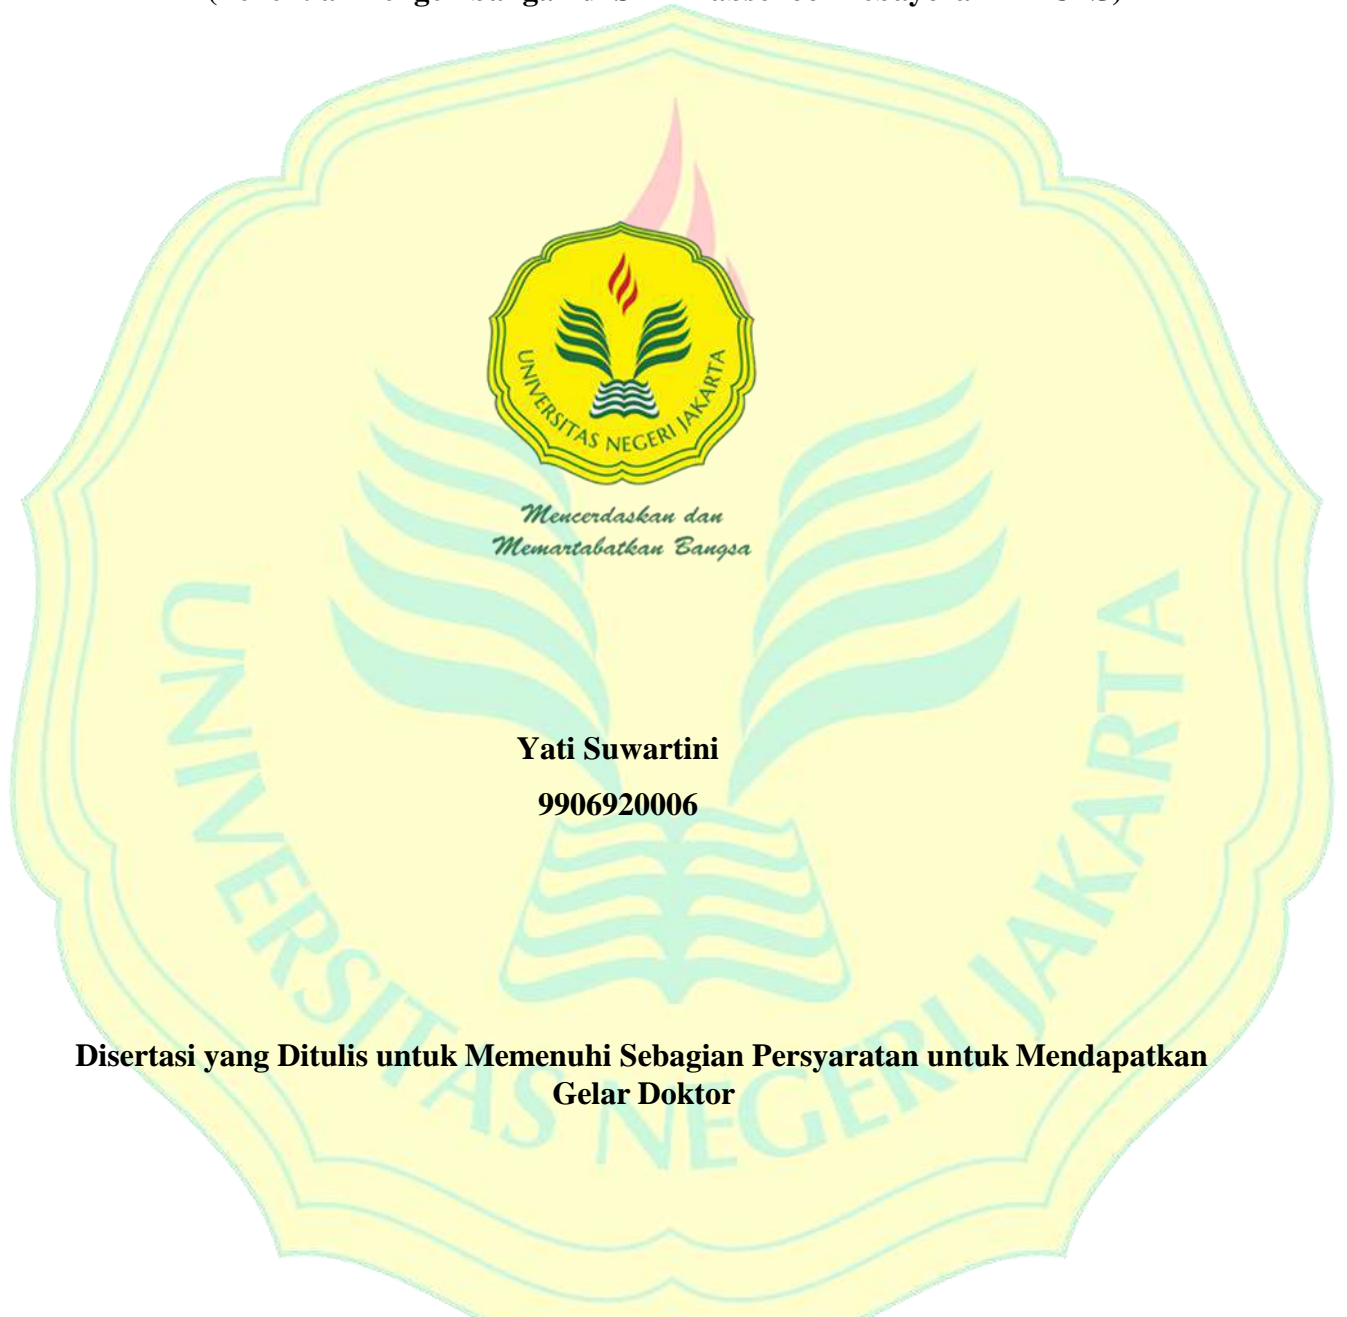 UNIVERSITAS NEGERI JAKARTA
Mencerdaskan dan
Memartabatkan Bangsa
Yati Suwartini
9906920006
Disertasi yang Ditulis untuk Memenuhi Sebagian Persyaratan untuk Mendapatkan
Gelar Doktor
UNIVERSITAS NEGERI JAKARTA